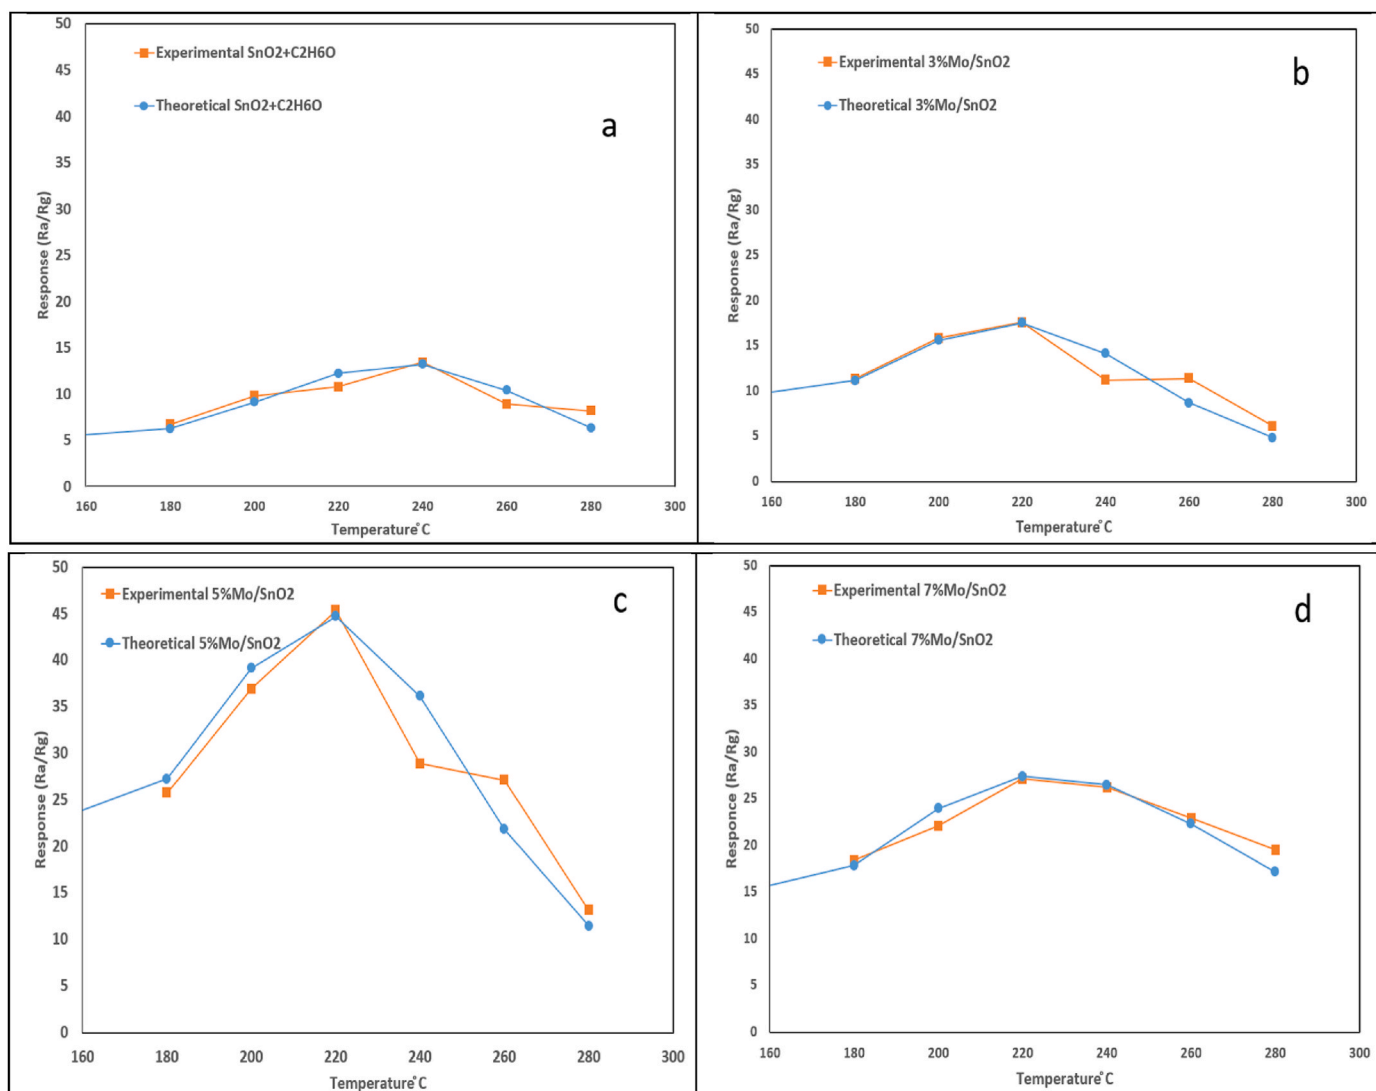 50
45
40
35
30
25
20
15
10
5
0
Response (Ra/Rg)
Experimental SnO2+C2H6O
Theoretical SnO2+C2H6O
a
160 180 200 220 240 260 280 300
Temperature°C
50
45
40
35
30
25
20
15
10
5
0
Response (Ra/Rg)
Experimental 3%Mo/SnO2
Theoretical 3%Mo/SnO2
b
160 180 200 220 240 260 280 300
Temperature°C
50
45
40
35
30
25
20
15
10
5
0
Response (Ra/Rg)
Experimental 5%Mo/SnO2
Theoretical 5%Mo/SnO2
c
160 180 200 220 240 260 280 300
Temperature°C
50
45
40
35
30
25
20
15
10
5
0
Responce (Ra/Rg)
Experimental 7%Mo/SnO2
Theoretical 7%Mo/SnO2
d
160 180 200 220 240 260 280 300
Temperature°C